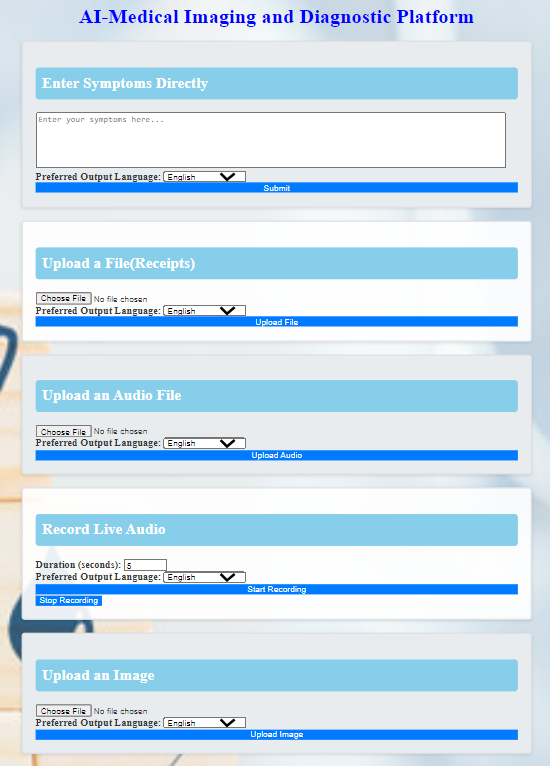 AI-Medical Imaging and Diagnostic Platform
Enter Symptoms Directly
Enter your symptoms here...
Preferred Output Language: English
Submit
Upload a File(Receipts)
Choose File No file chosen
Preferred Output Language: English
Upload File
Upload an Audio File
Choose File No file chosen
Preferred Output Language: English
Upload Audio
Record Live Audio
Duration (seconds): 5
Preferred Output Language: English
Start Recording
Stop Recording
Upload an Image
Choose File No file chosen
Preferred Output Language: English
Upload Image